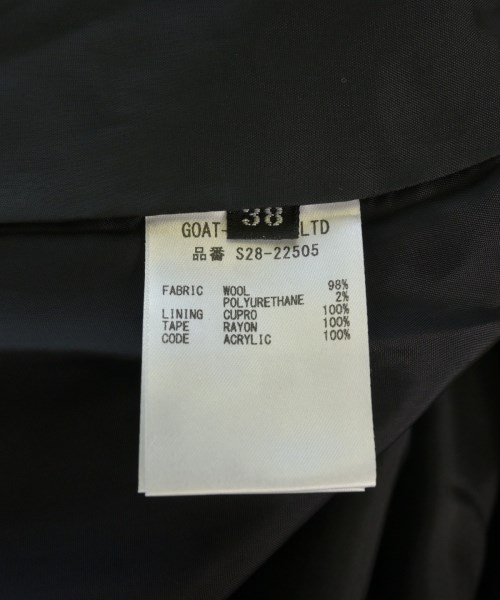 38
GOAT- LTD
品番 S28-22505
FABRIC WOOL 98%
POLYURETHANE 2%
LINING CUPRO 100%
TAPE RAYON 100%
CODE ACRYLIC 100%